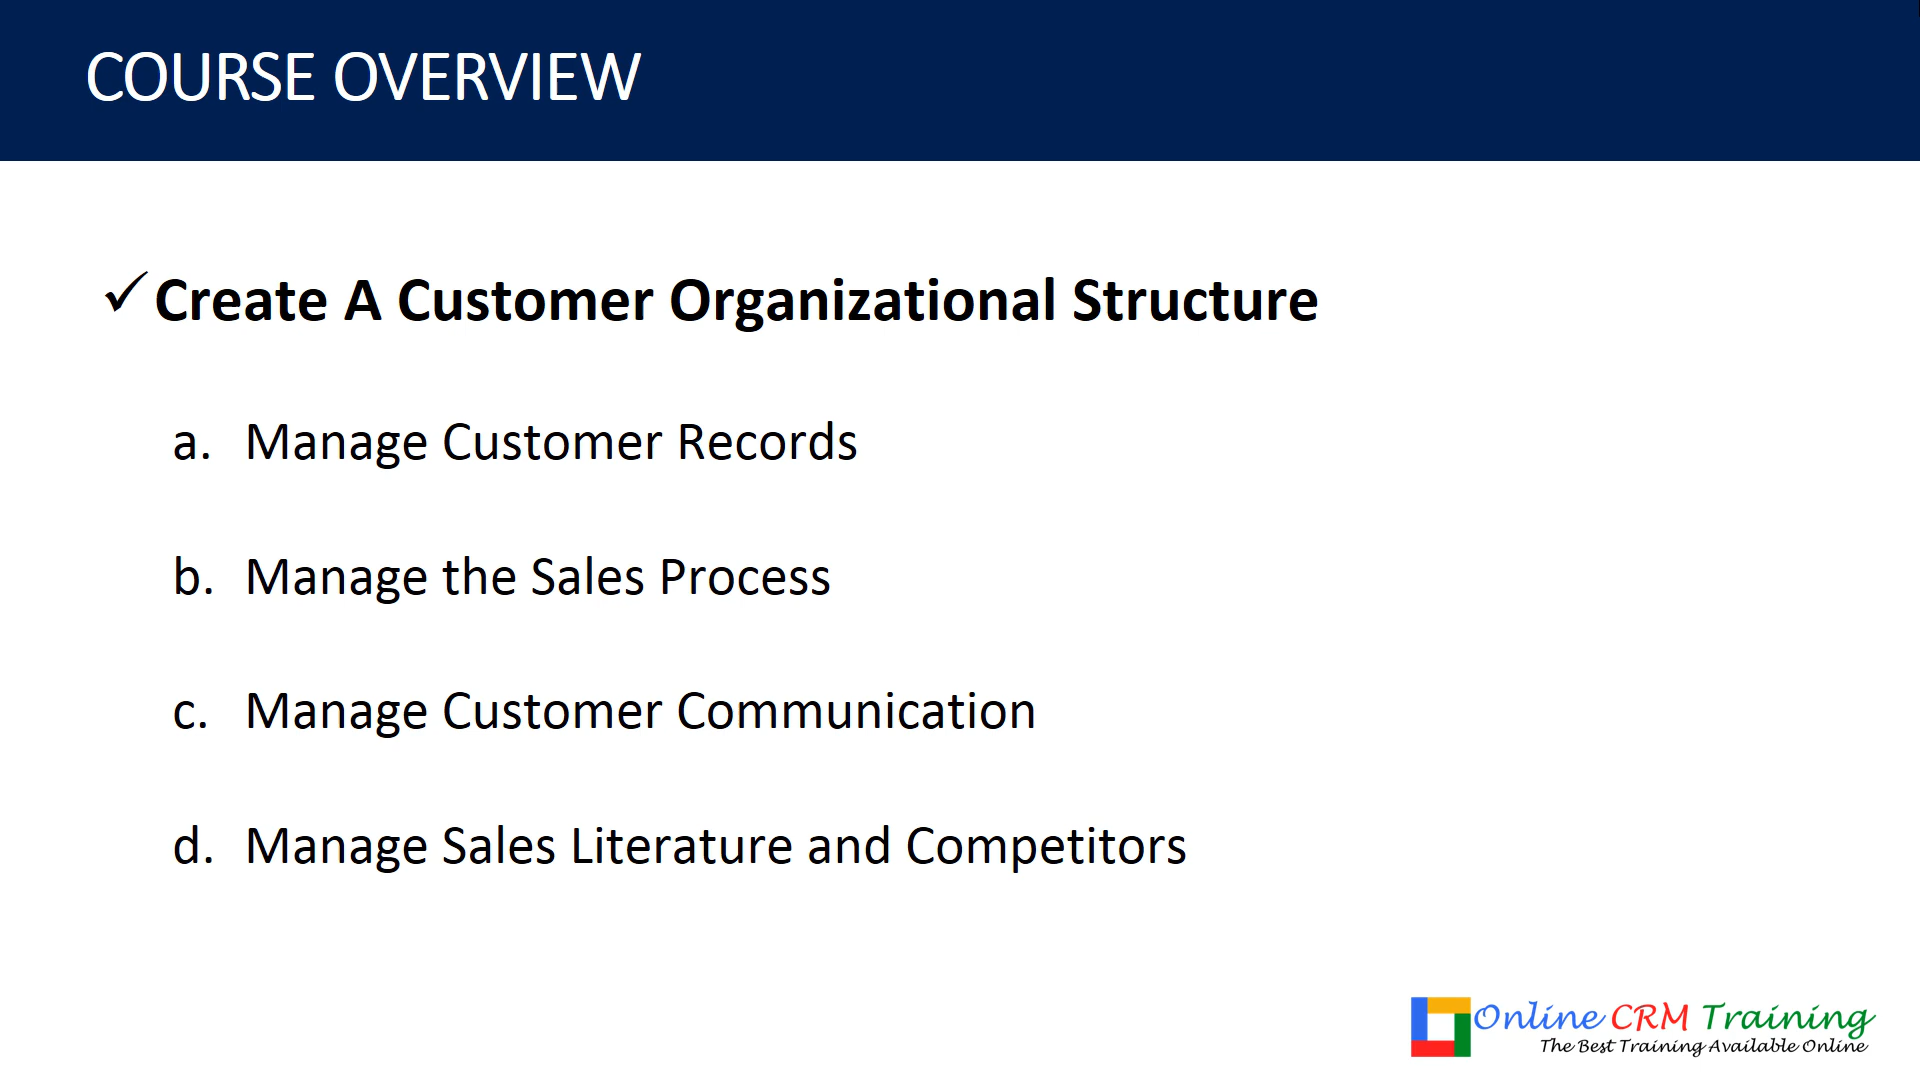 COURSE OVERVIEW
✓ Create A Customer Organizational Structure
a. Manage Customer Records
b. Manage the Sales Process
c. Manage Customer Communication
d. Manage Sales Literature and Competitors
Online CRM Training
The Best Training Available Online